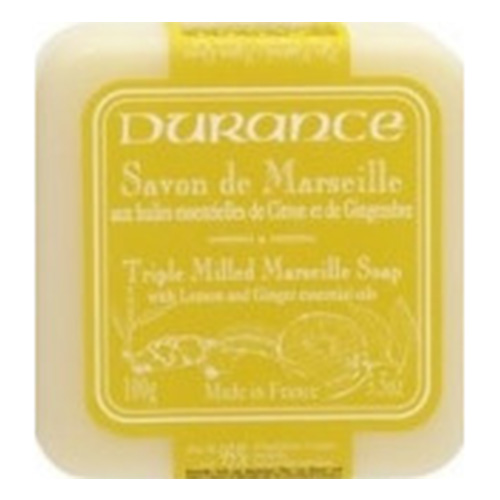 DURANCE
Savon de Marseille
aux huiles essentielles de Citron et de Gingembre
Triple Milled Marseille Soap
with Lemon and Ginger essential oils
100g Made in France 3.5oz